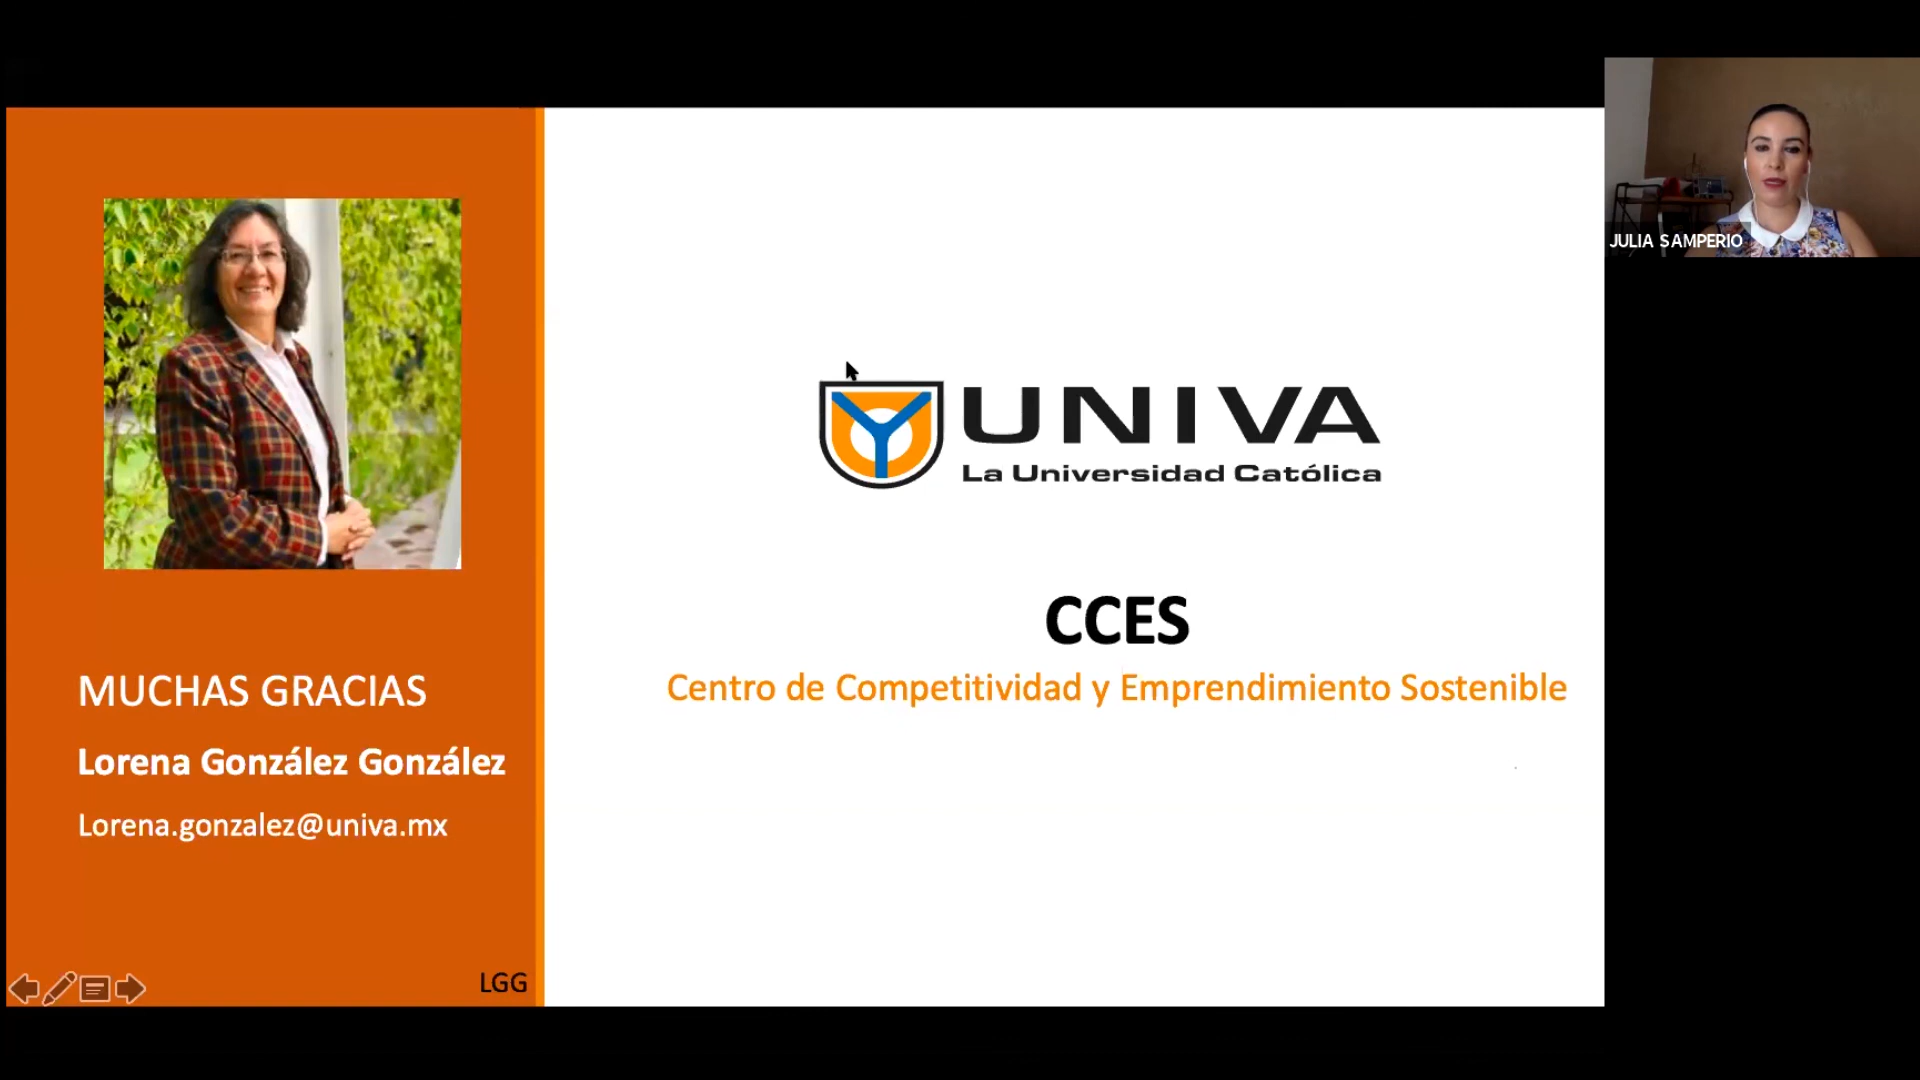 MUCHAS GRACIAS
Lorena González González
Lorena.gonzalez@univa.mx
LGG
UNIVA
La Universidad Católica
CCES
Centro de Competitividad y Emprendimiento Sostenible
JULIA SAMPERIO